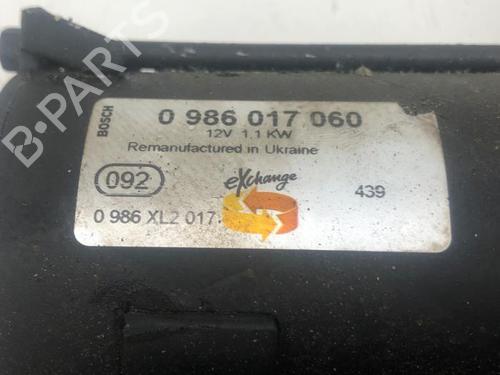 B-PARTS
BOSCH
0 986 017 060
12V 1.1 KW
Remanufactured in Ukraine
092
eXchange
439
0 986 XL2 017